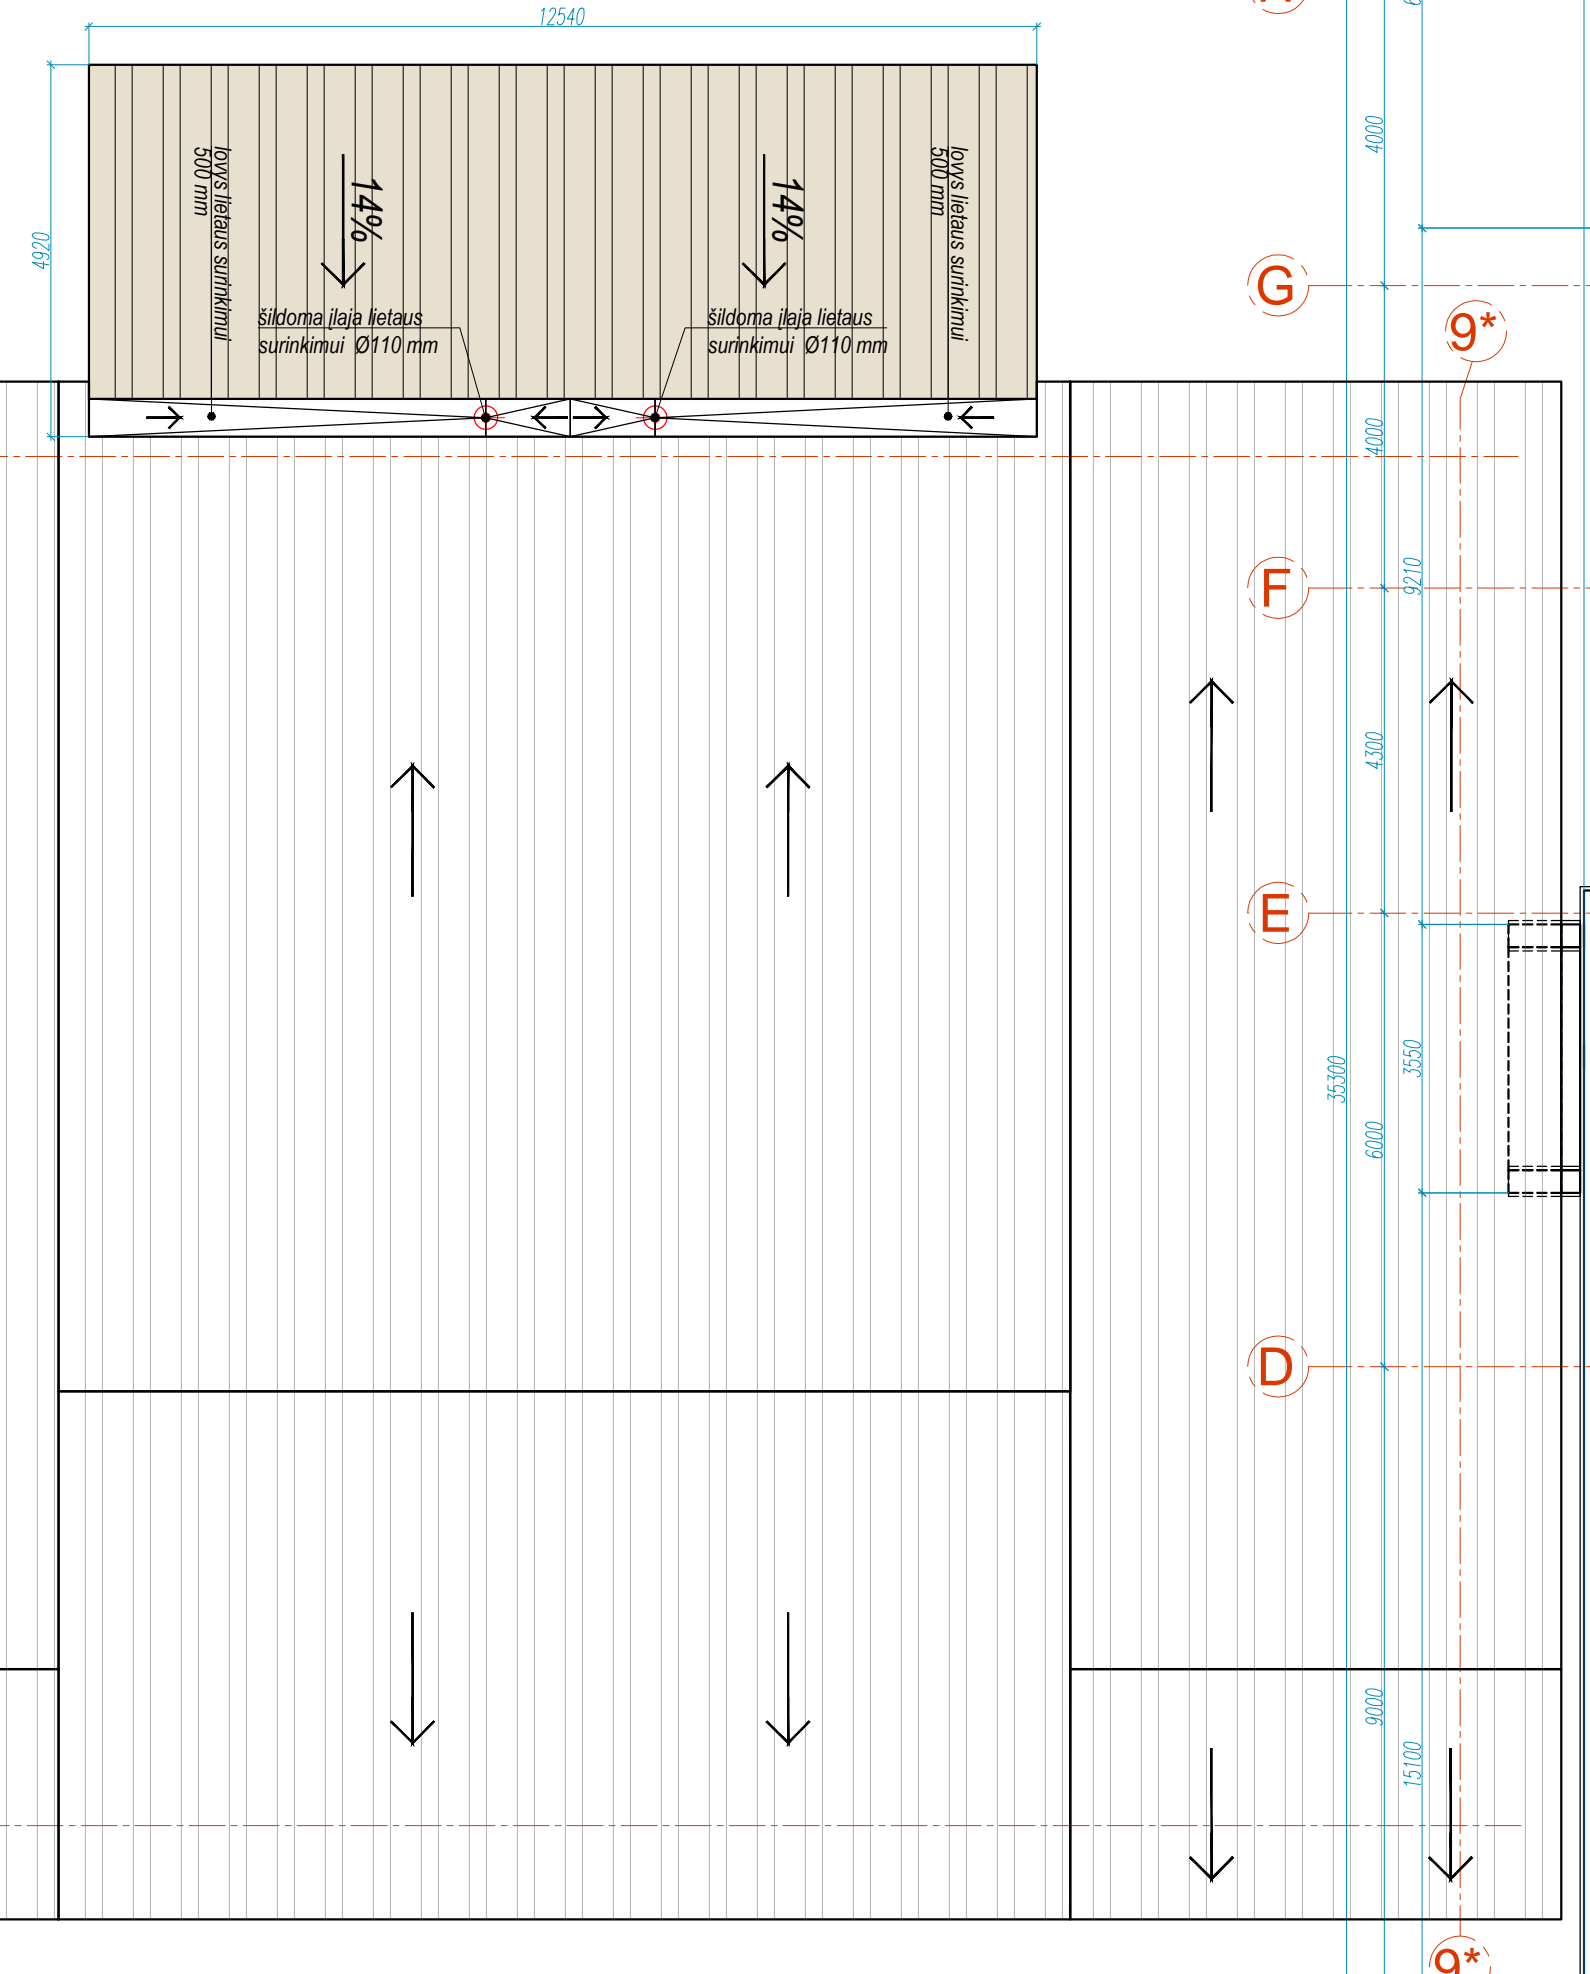 12540
4920
lovys lietaus surinkimui
500 mm
14%
14%
lovys lietaus surinkimui
500 mm
šildoma įlaja lietaus
surinkimui Ø110 mm
šildoma įlaja lietaus
surinkimui Ø110 mm
4000
G
9*
4000
F
9210
4300
E
35300
3550
6000
D
9000
15100
9*